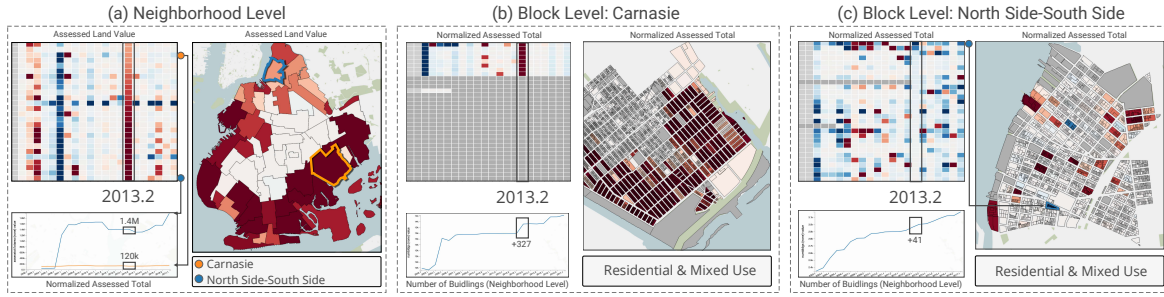 (a) Neighborhood Level
Assessed Land Value
Assessed Land Value
2013.2
1.4M
120k
Normalized Assessed Total
Carnasie
North Side-South Side
(b) Block Level: Carnasie
Normalized Assessed Total
Normalized Assessed Total
2013.2
+327
Number of Buidlings (Neighborhood Level)
Residential & Mixed Use
(c) Block Level: North Side-South Side
Normalized Assessed Total
Normalized Assessed Total
2013.2
+41
Number of Buildings (Neighborhood Level)
Residential & Mixed Use